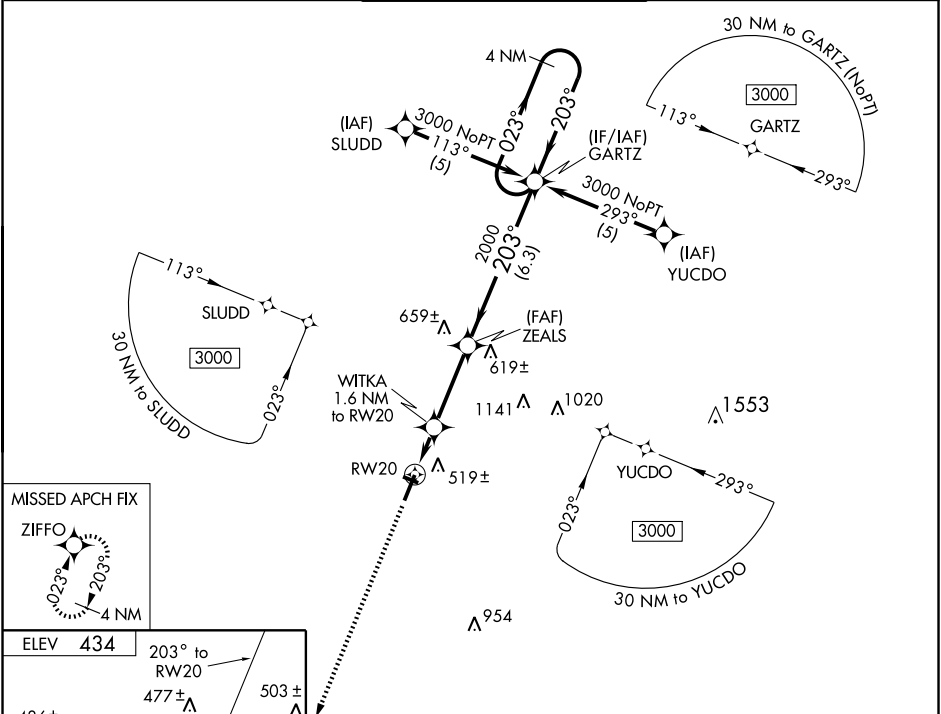 30 NM to GARTZ (NoPT)
3000
GARTZ
113°
293°
4 NM
023°
203°
(IAF)
SLUDD
3000 NoPT
113°
(5)
(IF/IAF)
GARTZ
3000 NoPT
293°
(5)
(IAF)
YUCDO
2000
203°
(6.3)
113°
SLUDD
3000
023°
30 NM to SLUDD
659±
(FAF)
ZEALS
619±
WITKA
1.6 NM
to RW20
1141
1020
1553
RW20
519±
YUCDO
293°
023°
3000
30 NM to YUCDO
MISSED APCH FIX
ZIFFO
023°
203°
4 NM
954
ELEV 434
203° to
RW20
477±
503±